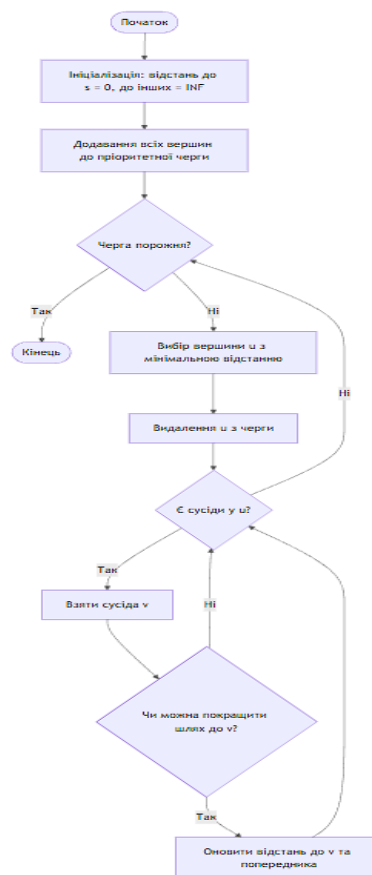 Початок
Ініціалізація: відстань до
s = 0, до інших = INF
Додавання всіх вершин
до пріоритетної черги
Черга порожня?
Так
Ні
Кінець
Вибір вершини u з
мінімальною відстанню
Ні
Видалення u з черги
Є сусіди у u?
Так
Взяти сусіда v
Ні
Чи можна покращити
шлях до v?
Так
Оновити відстань до v та
попередника